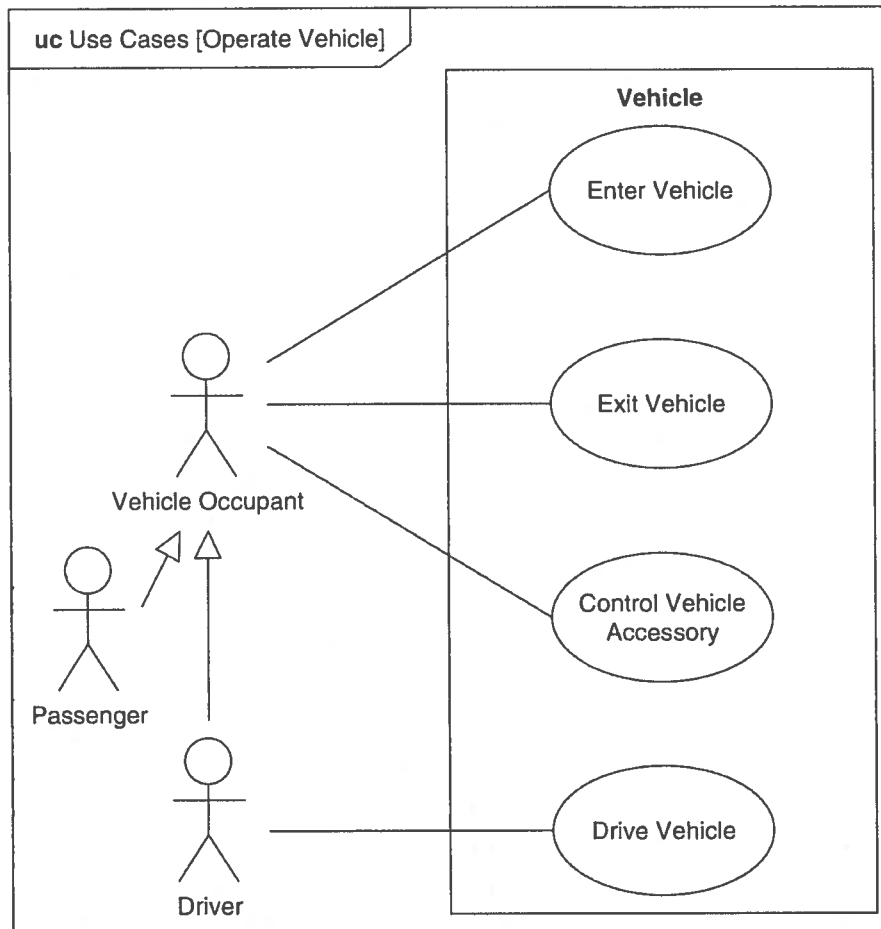 uc Use Cases [Operate Vehicle]
Vehicle
Enter Vehicle
Exit Vehicle
Vehicle Occupant
Control Vehicle
Accessory
Passenger
Drive Vehicle
Driver